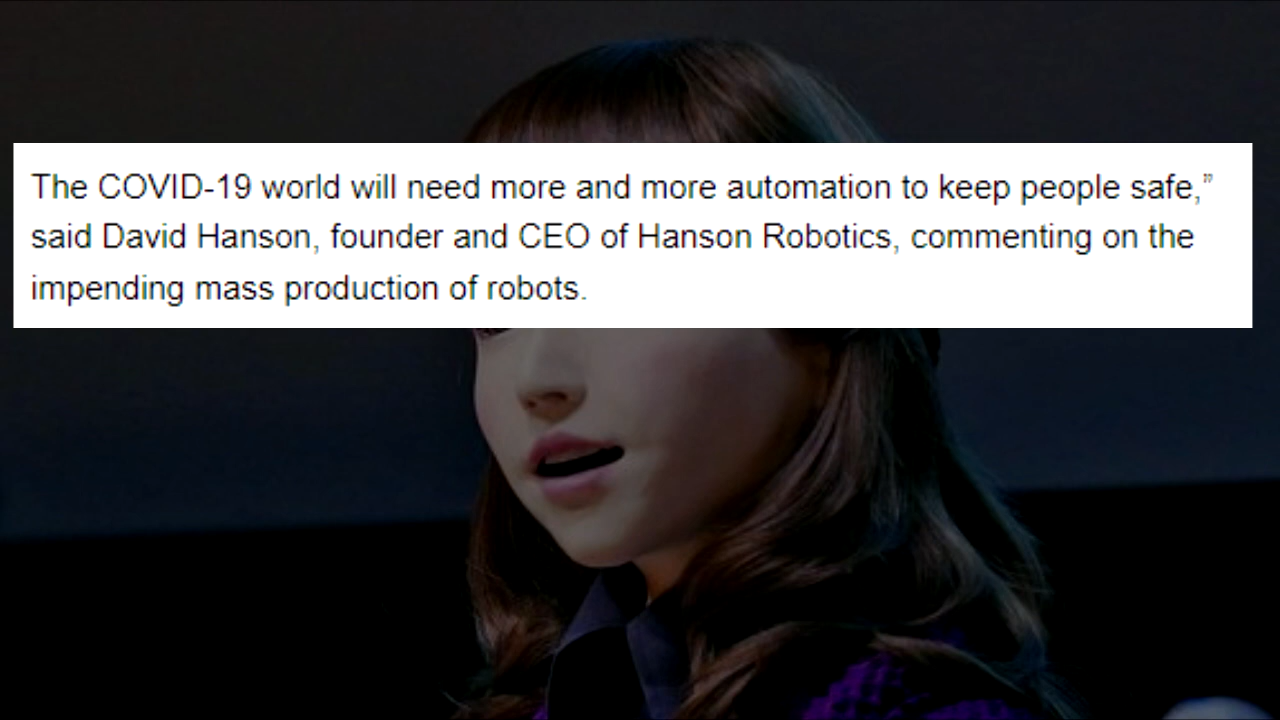 The COVID-19 world will need more and more automation to keep people safe,”
said David Hanson, founder and CEO of Hanson Robotics, commenting on the
impending mass production of robots.